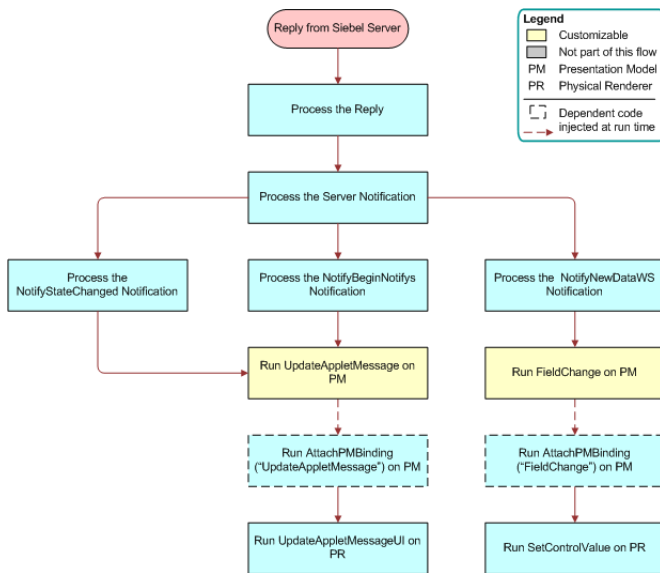 Reply from Siebel Server
Process the Reply
Process the Server Notification
Process the
NotifyStateChanged Notification
Process the NotifyBeginNotifys
Notification
Process the  NotifyNewDataWS
Notification
Run UpdateAppletMessage on
PM
Run FieldChange on PM
Run AttachPMBinding
(“UpdateAppletMessage”) on PM
Run AttachPMBinding
(“FieldChange”) on PM
Run UpdateAppletMessageUI on
PR
Run SetControlValue on PR
Legend
Customizable
Not part of this flow
PM Presentation Model
PR Physical Renderer
Dependent code
injected at run time